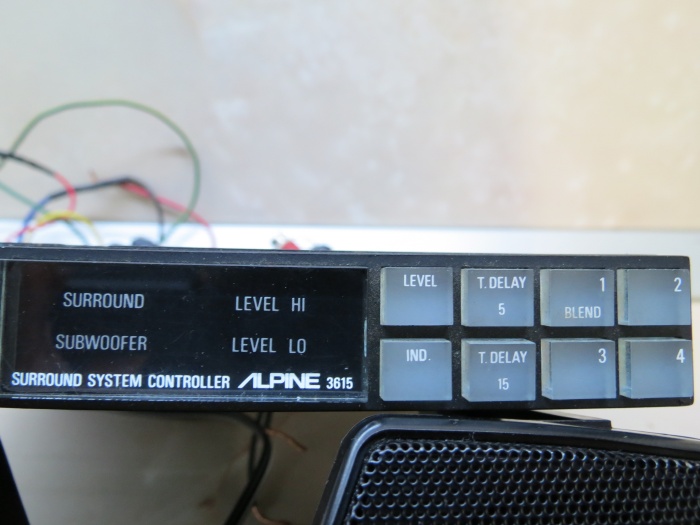 SURROUND LEVEL HI
SUBWOOFER LEVEL LO
SURROUND SYSTEM CONTROLLER ALPINE 3615
LEVEL
T. DELAY
5
1
BLEND
2
IND.
T. DELAY
15
3
4